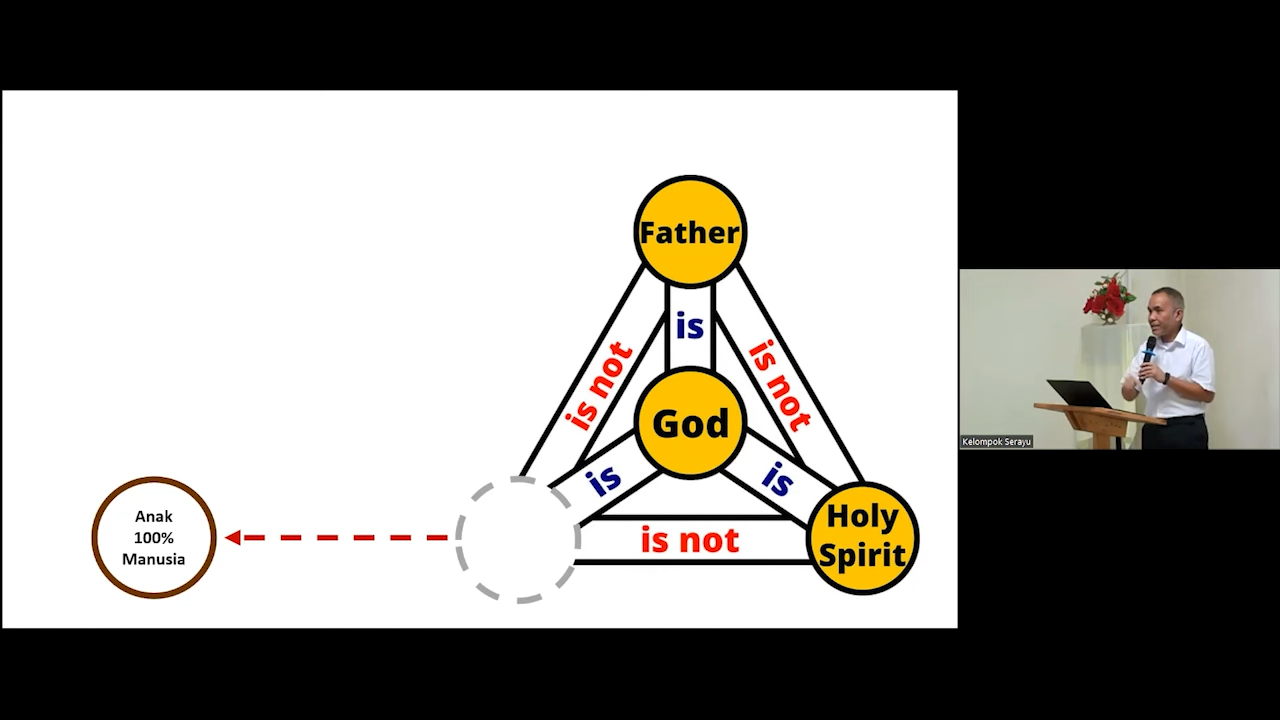 Father
is
is not
is not
God
is
is
Holy
Spirit
is not
Anak
100%
Manusia
Kelompok Serayu